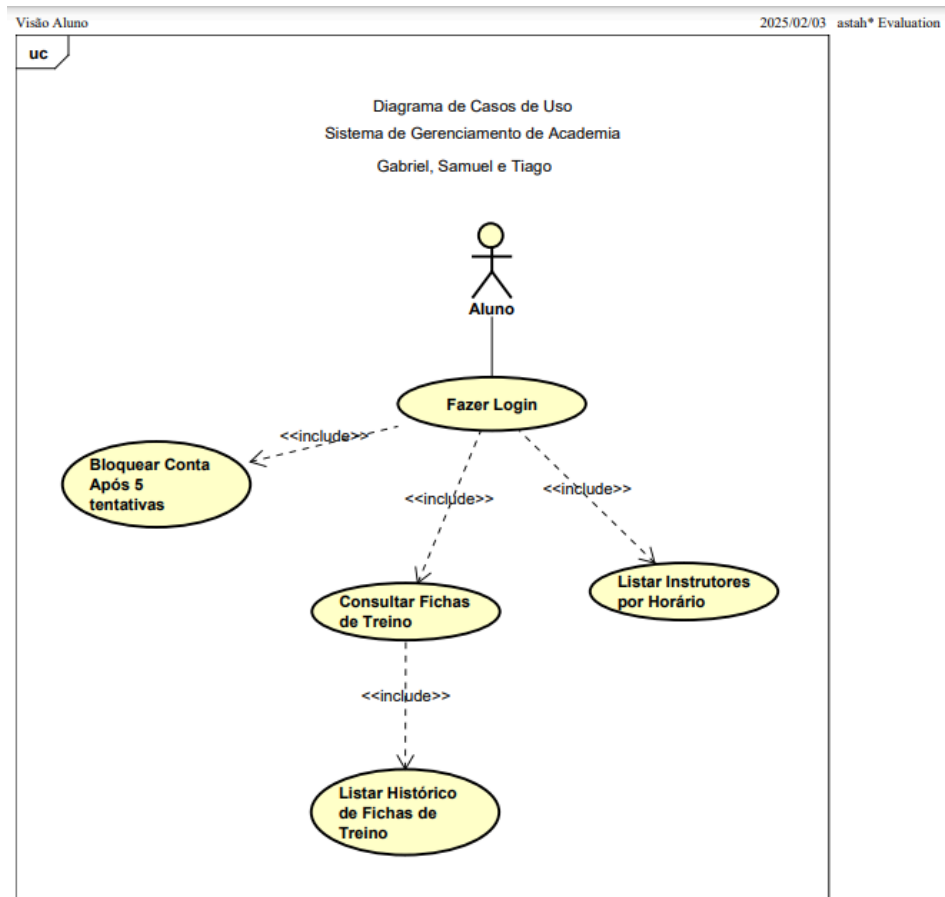 Visão Aluno
2025/02/03 astah* Evaluation
uc
Diagrama de Casos de Uso
Sistema de Gerenciamento de Academia
Gabriel, Samuel e Tiago
Aluno
Fazer Login
<<include>>
Bloquear Conta
Após 5
tentativas
<<include>>
<<include>>
Consultar Fichas
de Treino
Listar Instrutores
por Horário
<<include>>
Listar Histórico
de Fichas de
Treino